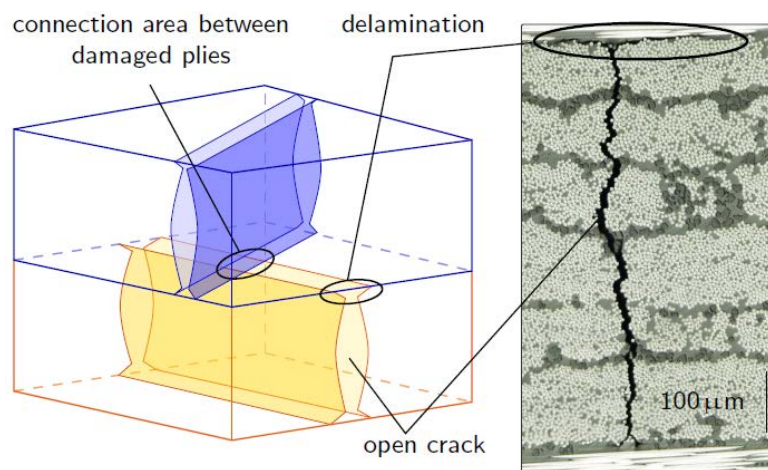 connection area between
damaged plies
delamination
100 µm
open crack